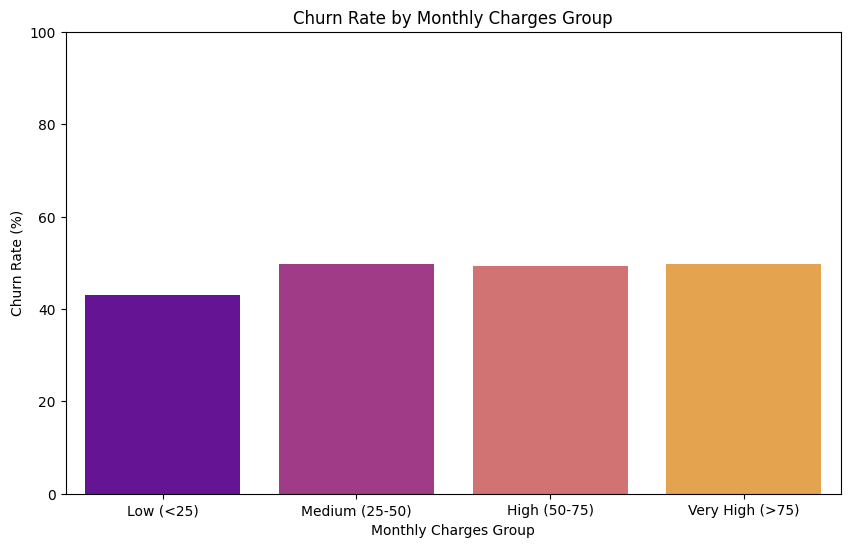 Churn Rate by Monthly Charges Group
100
80
60
40
20
0
Churn Rate (%)
Low (<25)
Medium (25-50)
High (50-75)
Very High (>75)
Monthly Charges Group